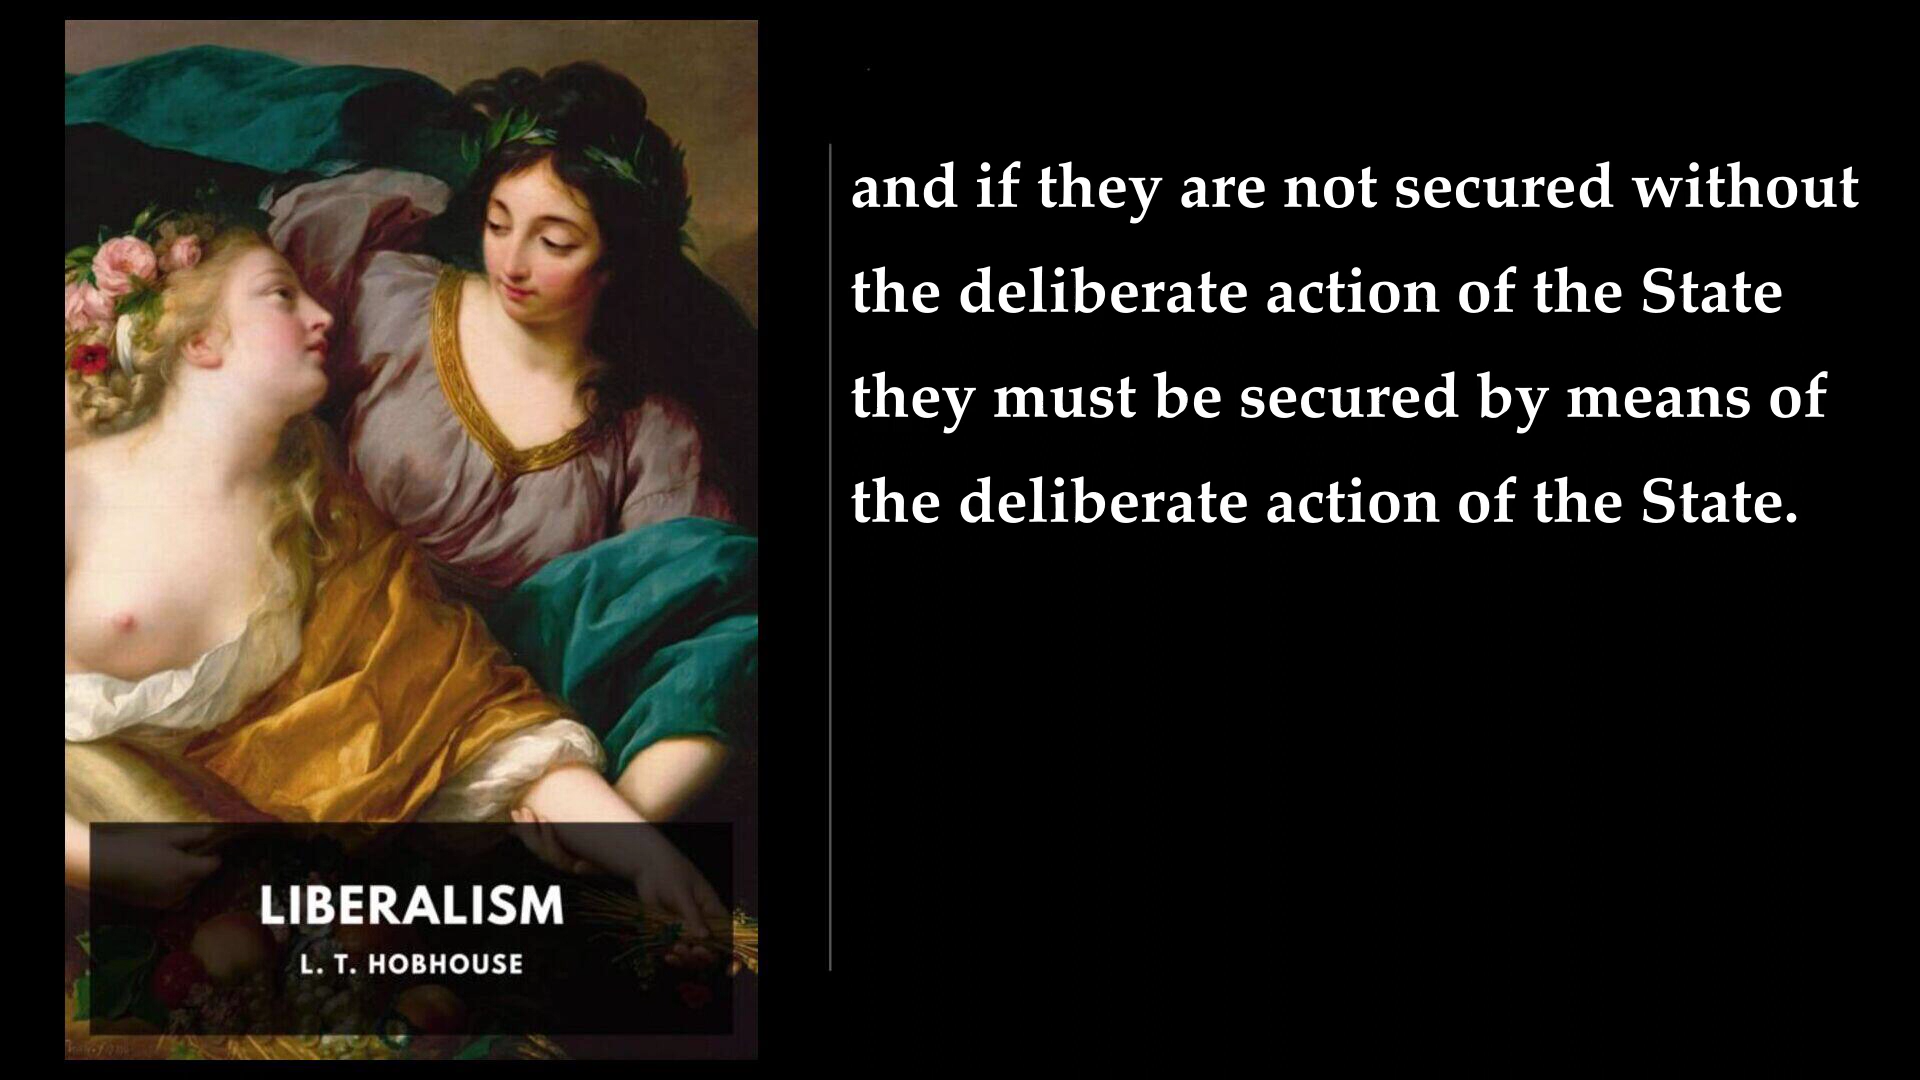 and if they are not secured without
the deliberate action of the State
they must be secured by means of
the deliberate action of the State.
LIBERALISM
L. T. HOBHOUSE